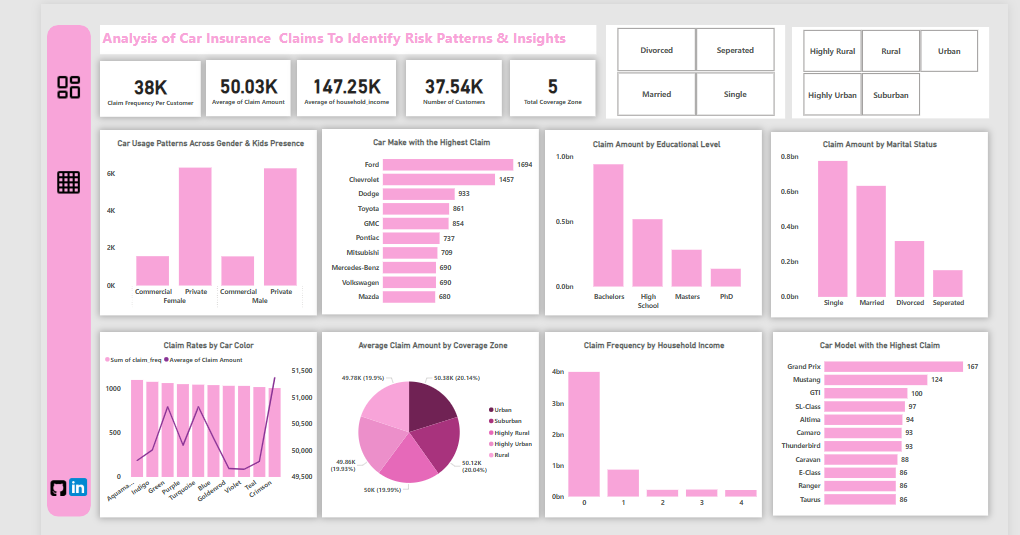 Analysis of Car Insurance Claims To Identify Risk Patterns & Insights
38K
Claim Frequency Per Customer
50.03K
Average of Claim Amount
147.25K
Average of household_income
37.54K
Number of Customers
5
Total Coverage Zone
Divorced
Seperated
Married
Single
Highly Rural
Rural
Urban
Highly Urban
Suburban
Car Usage Patterns Across Gender & Kids Presence
6K
4K
2K
0K
Commercial
Private
Commercial
Private
Female
Male
Car Make with the Highest Claim
Ford 1694
Chevrolet 1457
Dodge 933
Toyota 861
GMC 854
Pontiac 737
Mitsubishi 709
Mercedes-Benz 690
Volkswagen 690
Mazda 680
Claim Amount by Educational Level
1.0bn
0.5bn
0.0bn
Bachelors
High
School
Masters
PhD
Claim Amount by Marital Status
0.8bn
0.6bn
0.4bn
0.2bn
0.0bn
Single
Married
Divorced
Seperated
Claim Rates by Car Color
Sum of claim_freq
Average of Claim Amount
1000
500
0
51,500
51,000
50,500
50,000
49,500
Aquama...
Indigo
Green
Purple
Turquoise
Blue
Goldenrod
Violet
Teal
Crimson
Average Claim Amount by Coverage Zone
49.78K (19.9%)
50.38K (20.14%)
49.86K
(19.93%)
50K (19.99%)
50.12K
(20.04%)
Urban
Suburban
Highly Rural
Highly Urban
Rural
Claim Frequency by Household Income
4bn
3bn
2bn
1bn
0bn
0
1
2
3
4
Car Model with the Highest Claim
Grand Prix 167
Mustang 124
GTI 100
SL-Class 97
Altima 94
Camaro 93
Thunderbird 93
Caravan 88
E-Class 86
Ranger 86
Taurus 86
in